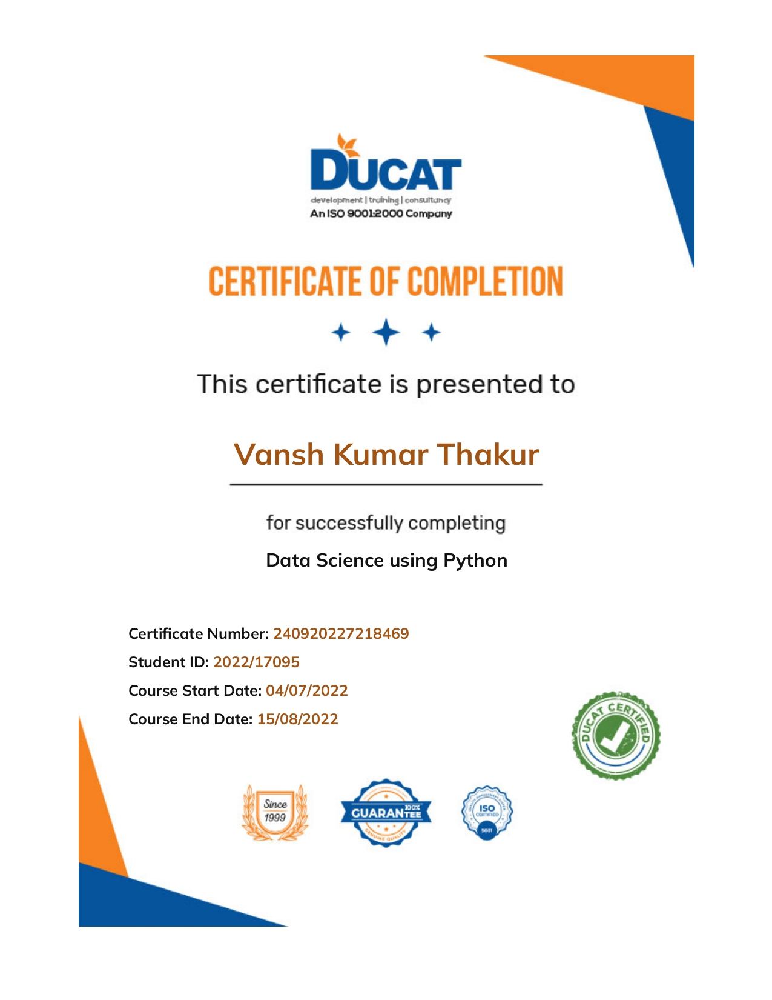 DUCAT
development | training | consultancy
An ISO 9001:2000 Company
CERTIFICATE OF COMPLETION
This certificate is presented to
Vansh Kumar Thakur
for successfully completing
Data Science using Python
Certificate Number: 240920227218469
Student ID: 2022/17095
Course Start Date: 04/07/2022
Course End Date: 15/08/2022
DUCAT CERTIFIED
Since
1999
100%
GUARANTEE
GENUINE QUALITY
QUALITY MANAGEMENT SYSTEM
ISO
CERTIFIED
9001